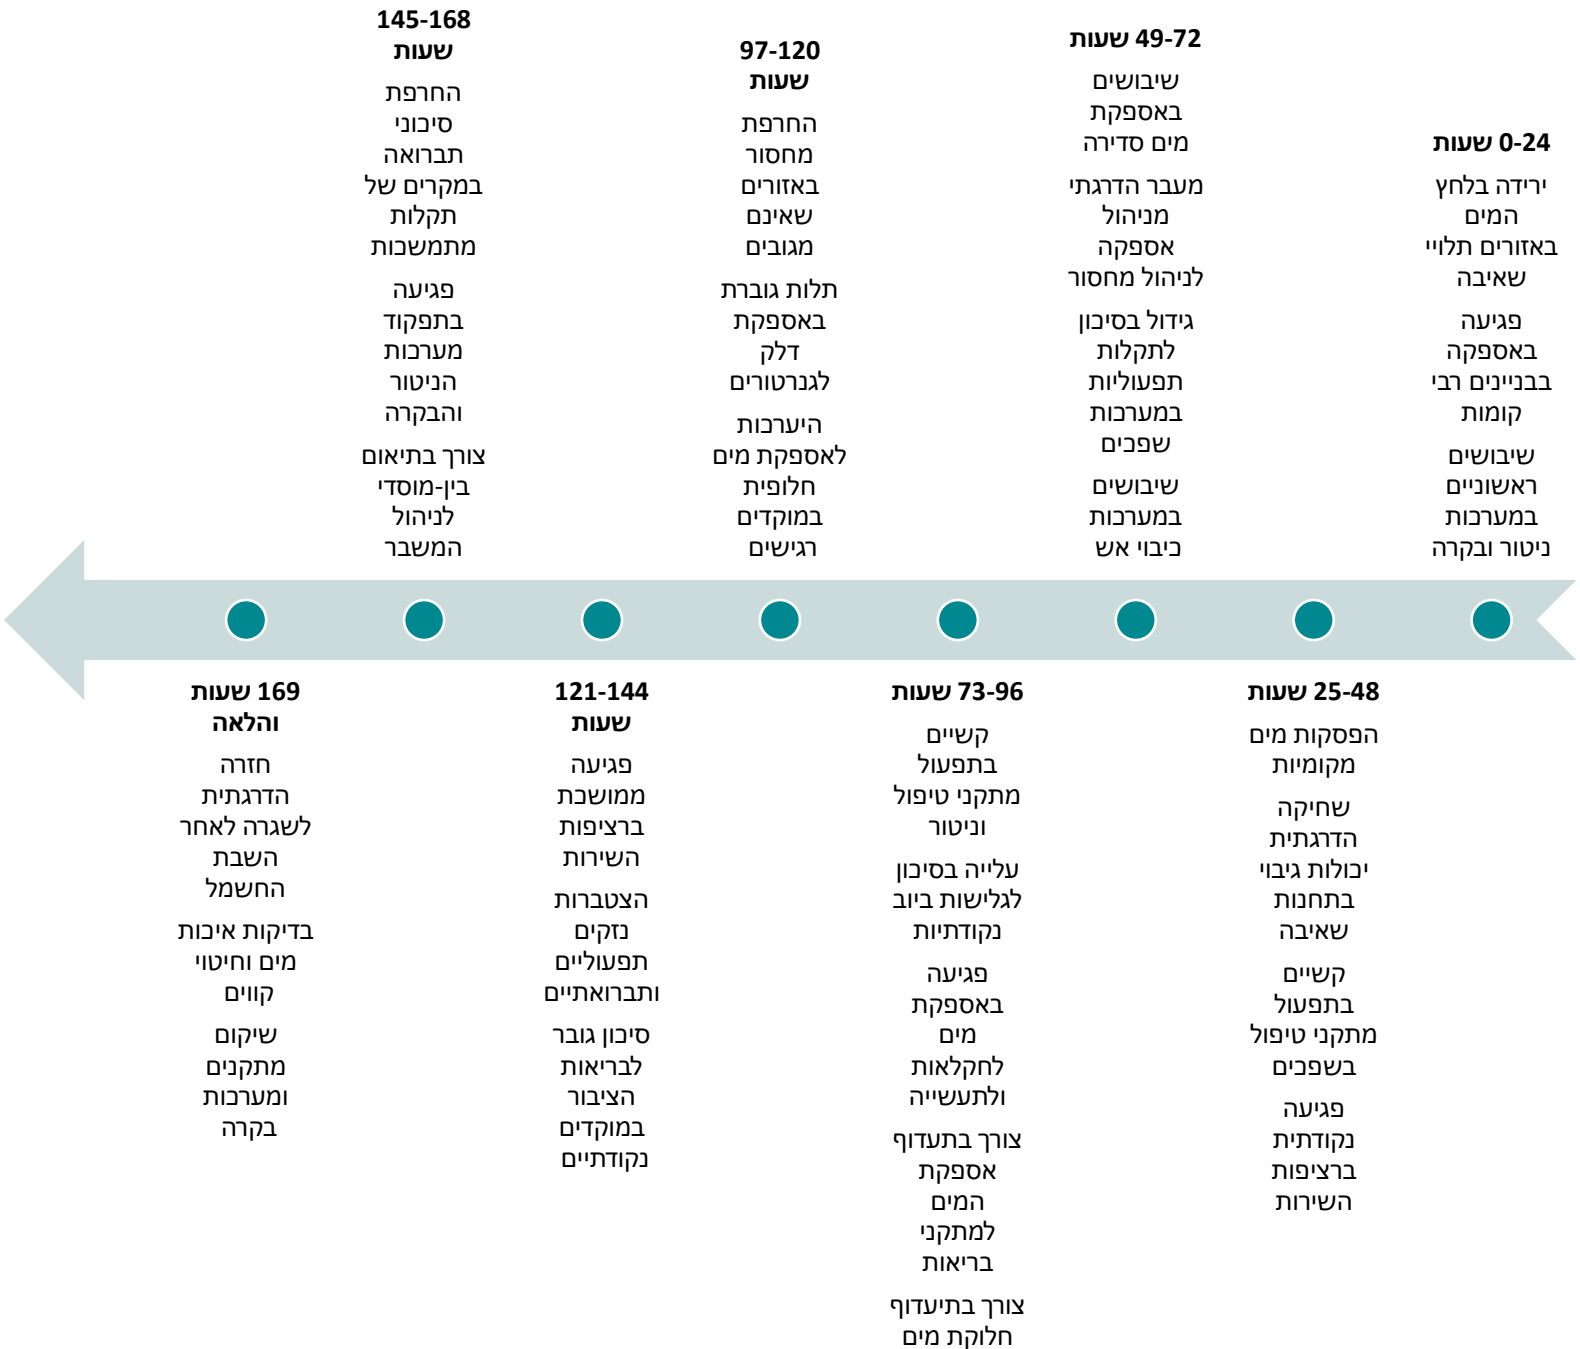 0-24 שעות
ירידה בלחץ
המים
באזורים תלויי
שאיבה
פגיעה
באספקה
בבניינים רבי
קומות
שיבושים
ראשוניים
במערכות
ניטור ובקרה
25-48 שעות
הפסקות מים
מקומיות
שחיקה
הדרגתית
יכולות גיבוי
בתחנות
שאיבה
קשיים
בתפעול
מתקני טיפול
בשפכים
פגיעה
נקודתית
ברציפות
השירות
49-72 שעות
שיבושים
באספקת
מים סדירה
מעבר הדרגתי
מניהול
אספקה
לניהול מחסור
גידול בסיכון
לתקלות
תפעוליות
במערכות
שפכים
שיבושים
במערכות
כיבוי אש
73-96 שעות
קשיים
בתפעול
מתקני טיפול
וניטור
עלייה בסיכון
לגלישות ביוב
נקודתיות
פגיעה
באספקת
מים
לחקלאות
ולתעשייה
צורך בתעדוף
אספקת
המים
למתקני
בריאות
צורך בתיעדוף
חלוקת מים
97-120
שעות
החרפת
מחסור
באזורים
שאינם
מגובים
תלות גוברת
באספקת
דלק
לגנרטורים
היערכות
לאספקת מים
חלופית
במוקדים
רגישים
121-144
שעות
פגיעה
ממושכת
ברציפות
השירות
הצטברות
נזקים
תפעוליים
ותברואתיים
סיכון גובר
לבריאות
הציבור
במוקדים
נקודתיים
145-168
שעות
החרפת
סיכוני
תברואה
במקרים של
תקלות
מתמשכות
פגיעה
בתפקוד
מערכות
הניטור
והבקרה
צורך בתיאום
בין-מוסדי
לניהול
המשבר
169 שעות
והלאה
חזרה
הדרגתית
לשגרה לאחר
השבת
החשמל
בדיקות איכות
מים וחיטוי
קווים
שיקום
מתקנים
ומערכות
בקרה